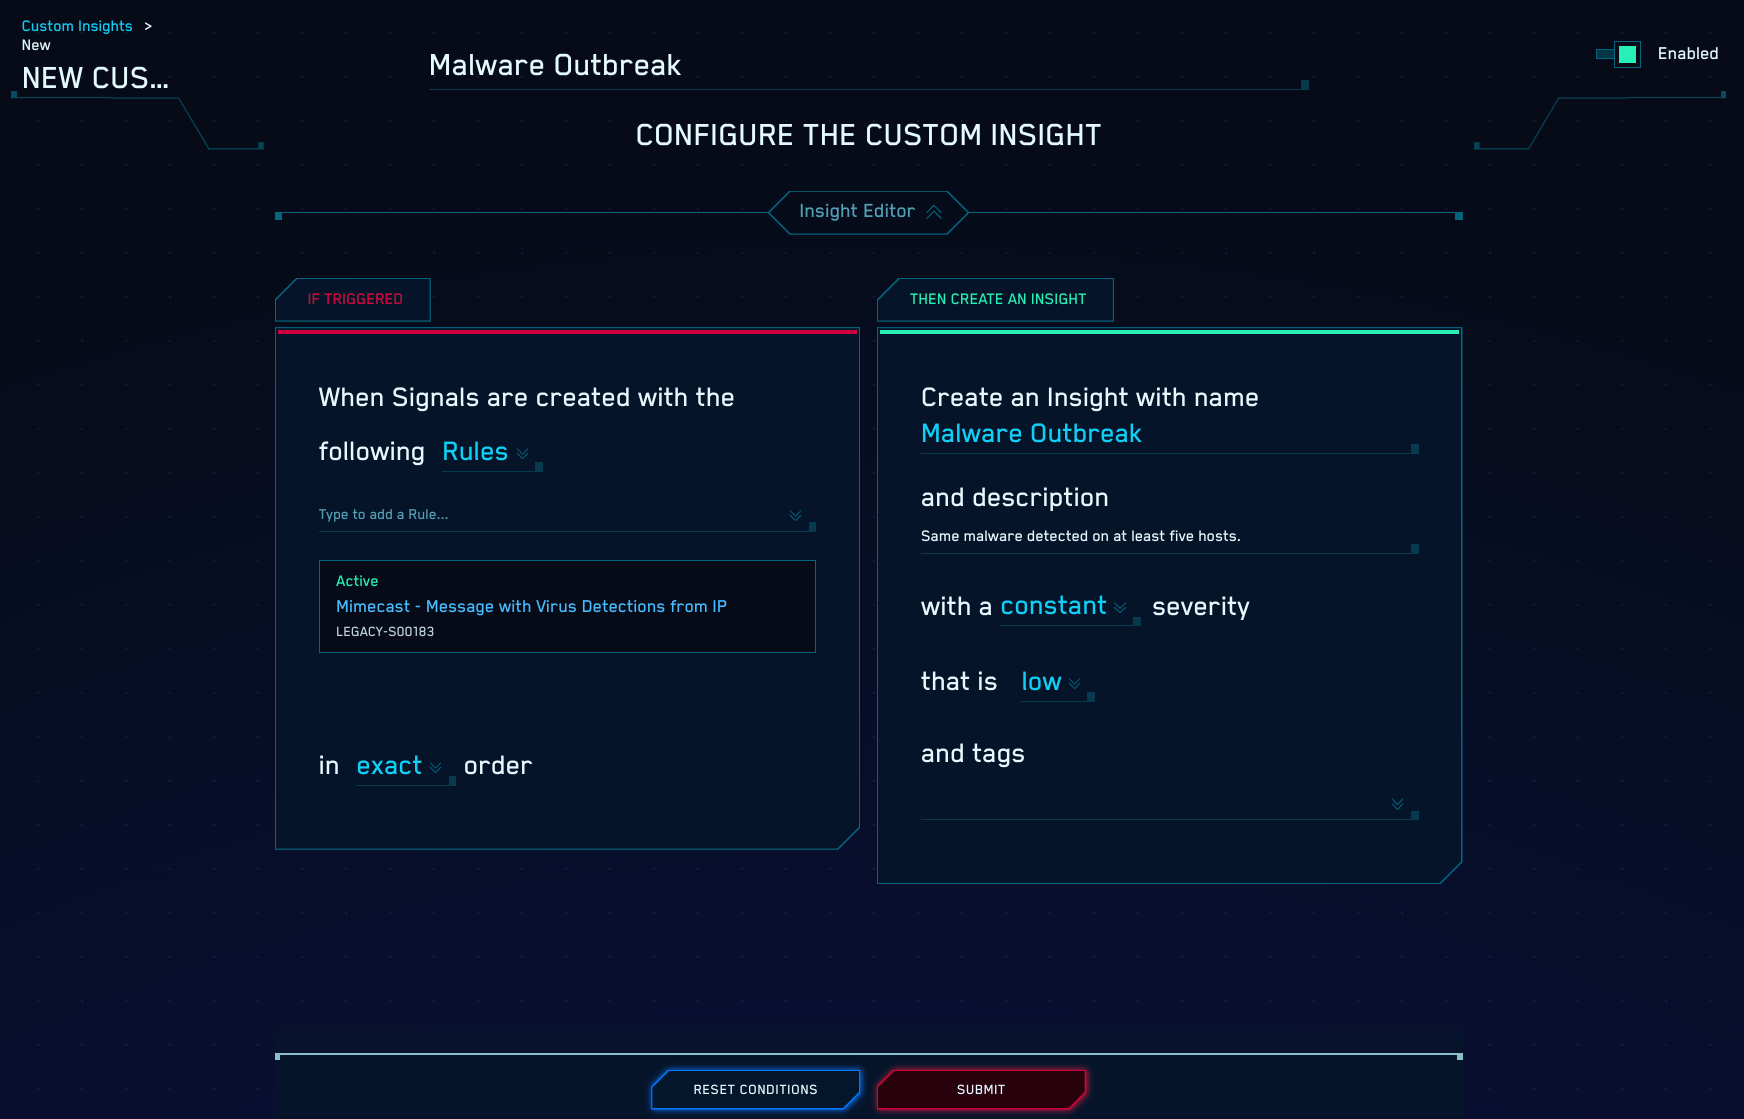 Custom Insights >
New
NEW CUS...
Malware Outbreak
Enabled
CONFIGURE THE CUSTOM INSIGHT
Insight Editor
IF TRIGGERED
When Signals are created with the
following Rules
Type to add a Rule...
Active
Mimecast - Message with Virus Detections from IP
LEGACY-S00183
in exact order
THEN CREATE AN INSIGHT
Create an Insight with name
Malware Outbreak
and description
Same malware detected on at least five hosts.
with a constant severity
that is low
and tags
RESET CONDITIONS
SUBMIT